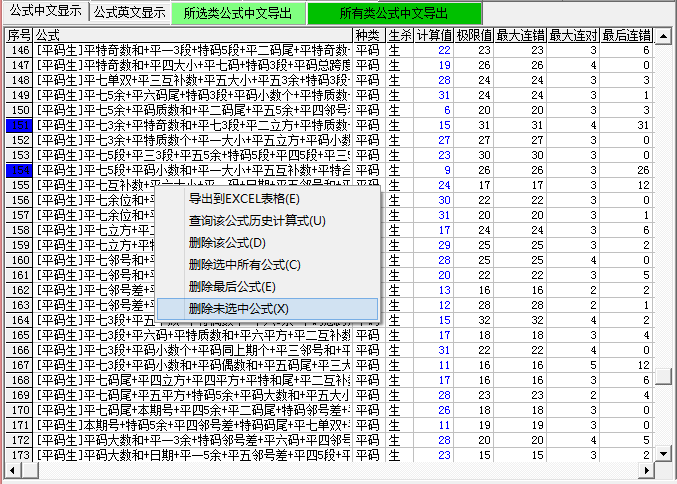 公式中文显示 公式英文显示 所选类公式中文导出 所有类公式中文导出
序号 公式 种类 生杀 计算值 极限值 最大连错 最大连对 最后连错
146 [平码生]平特奇数和+平一3段+特码5段+平二码尾+平特奇数- 平码 生 22 23 23 3 6
147 [平码生]平特奇数和+平四大小+平七码+特码3段+平码总跨度 平码 生 19 26 26 4 0
148 [平码生]平七单双+平三互补数+平五大小+平五3余+特码3段- 平码 生 28 24 24 3 3
149 [平码生]平七5余+平六码尾+特码3段+平码小数个+平特质数- 平码 生 31 24 24 3 1
150 [平码生]平七5余+平码质数和+平二码尾+平五5余+平四邻号 平码 生 6 20 20 3 3
151 [平码生]平七3余+平特奇数和+平七3段+平二立方+平特质数- 平码 生 15 31 31 4 31
152 [平码生]平七3余+平特质数个+平一大小+平五立方+平码小数 平码 生 27 27 27 3 0
153 [平码生]平七5段+平三3段+平五5余+特码5段+平四5段+平三5 平码 生 23 30 30 3 0
154 [平码生]平七5段+平码小数和+平一大小+平五互补数+平特合 平码 生 9 26 26 3 26
155 [平码生]平七互补数+平六大小+平一码+日期+平五邻号和+平 平码 生 24 17 17 3 12
156 [平码生]平七余位和+平 平码 生 30 22 22 3 0
157 [平码生]平七余位和+平 平码 生 31 20 20 3 1
158 [平码生]平七立方+平 平码 生 17 24 24 3 6
159 [平码生]平七立方+平二 平码 生 29 25 25 3 2
160 [平码生]平七邻号和+平 平码 生 28 25 25 4 0
161 [平码生]平七邻号和+平 平码 生 20 22 22 3 5
162 [平码生]平七邻号差+平 平码 生 13 16 16 2 2
163 [平码生]平七邻号差+平 平码 生 12 28 28 2 1
164 [平码生]平七3段+平五 平码 生 15 32 32 4 2
165 [平码生]平七3段+平六码+平特质数和+平六平方+平二互补数 平码 生 17 18 18 3 4
166 [平码生]平七3段+平码小数个+平码同上期个+平三邻号和+平 平码 生 31 22 22 4 0
167 [平码生]平七3段+平码小数和+平码偶数和+平五码尾+平三大 平码 生 11 16 16 5 12
168 [平码生]平七码尾+平四立方+平四平方+平特和尾+平二互补 平码 生 17 16 16 3 6
169 [平码生]平七码尾+平五平方+特码5余+平码大数和+平五大小 平码 生 28 23 23 2 4
170 [平码生]平七码尾+本期号+平四5余+平二码尾+特码邻号差+平 平码 生 26 18 18 3 0
171 [平码生]本期号+特码5余+平四邻号差+特码码尾+平七单双+平 平码 生 11 19 19 3 0
172 [平码生]平码大数和+平一3余+特码邻号差+平六码+平四邻号 平码 生 28 20 20 4 5
173 [平码生]平码大数和+日期+平一5余+平五邻号差+平四5段+平 平码 生 23 15 15 3 2
导出到EXCEL表格(E)
查询该公式历史计算式(U)
删除该公式(D)
删除选中所有公式(C)
删除最后公式(E)
删除未选中公式(X)